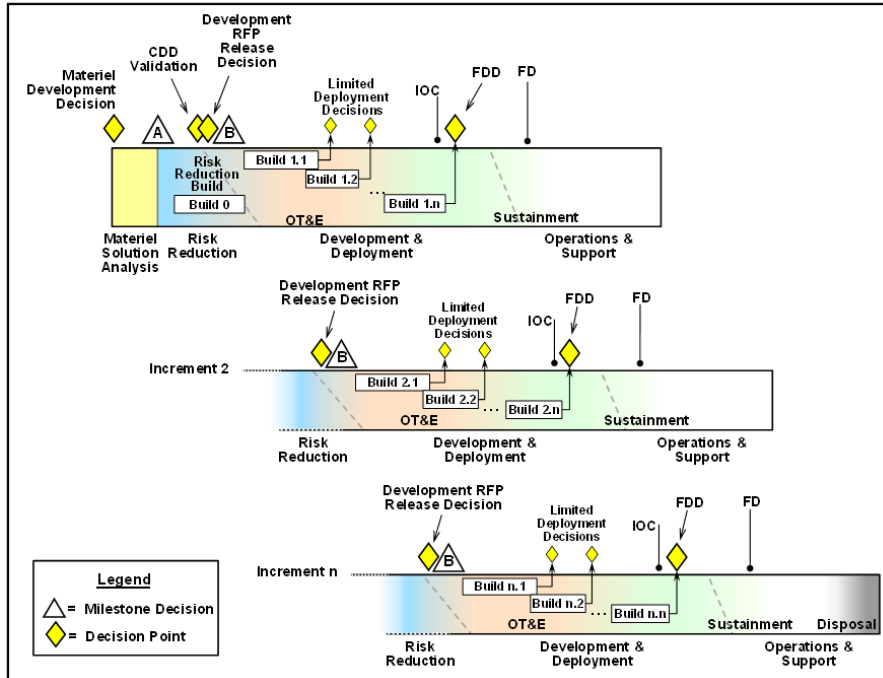 Development
RFP
Release
Decision
CDD
Validation
Materiel
Development
Decision
Limited
Deployment
Decisions
IOC
FDD
FD
A
B
Build 1.1
Build 1.2
...
Build 1.n
Risk
Reduction
Build
Build 0
OT&E
Sustainment
Materiel
Solution
Analysis
Risk
Reduction
Development &
Deployment
Operations &
Support
Development RFP
Release Decision
Limited
Deployment
Decisions
IOC
FDD
FD
B
Increment 2
Build 2.1
Build 2.2
...
Build 2.n
OT&E
Sustainment
Risk
Reduction
Development &
Deployment
Operations &
Support
Development RFP
Release Decision
Limited
Deployment
Decisions
IOC
FDD
FD
B
Increment n
Build n.1
Build n.2
...
Build n.n
OT&E
Sustainment
Disposal
Risk
Reduction
Development &
Deployment
Operations &
Support
Legend
= Milestone Decision
= Decision Point